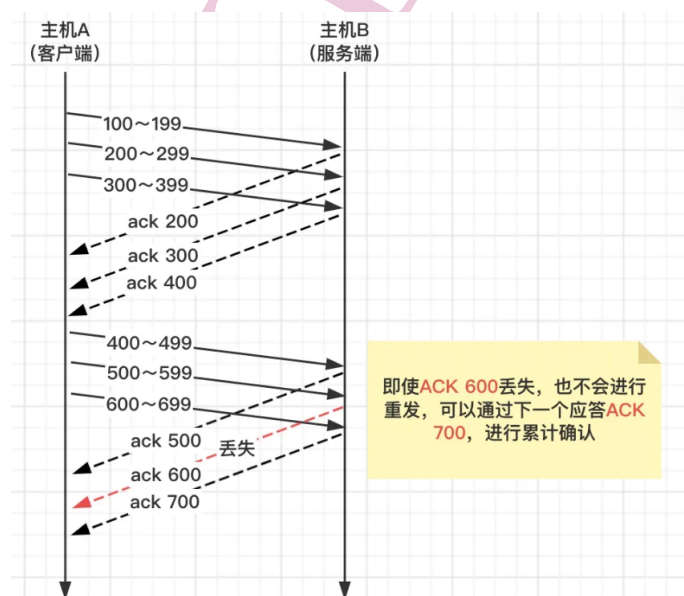 主机A
主机B
（客户端）
（服务端）
100～199
200～299
300～399
ack 200
ack 300
ack 400
400～499
500～599
600～699
ack 500
丢失
ack 600
ack 700
即使ACK 600丢失，也不会进行
重发，可以通过下一个应答ACK
700，进行累计确认